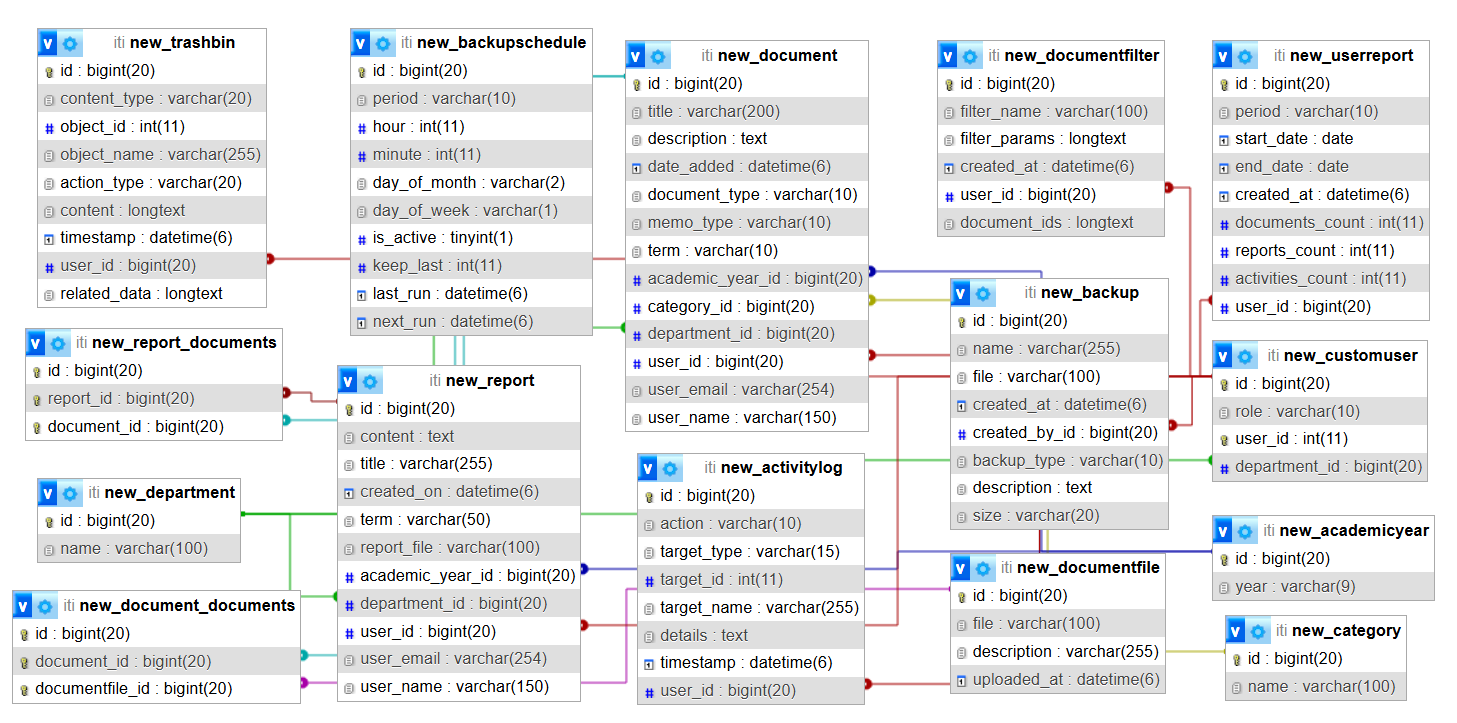 iti new_trashbin
id : bigint(20)
content_type : varchar(20)
object_id : int(11)
object_name : varchar(255)
action_type : varchar(20)
content : longtext
timestamp : datetime(6)
user_id : bigint(20)
related_data : longtext
iti new_backupschedule
id : bigint(20)
period : varchar(10)
hour : int(11)
minute : int(11)
day_of_month : varchar(2)
day_of_week : varchar(1)
is_active : tinyint(1)
keep_last : int(11)
last_run : datetime(6)
next_run : datetime(6)
iti new_document
id : bigint(20)
title : varchar(200)
description : text
date_added : datetime(6)
document_type : varchar(10)
memo_type : varchar(10)
term : varchar(10)
academic_year_id : bigint(20)
category_id : bigint(20)
department_id : bigint(20)
user_id : bigint(20)
user_email : varchar(254)
user_name : varchar(150)
iti new_documentfilter
id : bigint(20)
filter_name : varchar(100)
filter_params : longtext
created_at : datetime(6)
user_id : bigint(20)
document_ids : longtext
iti new_userreport
id : bigint(20)
period : varchar(10)
start_date : date
end_date : date
created_at : datetime(6)
documents_count : int(11)
reports_count : int(11)
activities_count : int(11)
user_id : bigint(20)
iti new_backup
id : bigint(20)
name : varchar(255)
file : varchar(100)
created_at : datetime(6)
created_by_id : bigint(20)
backup_type : varchar(10)
description : text
size : varchar(20)
iti new_report_documents
id : bigint(20)
report_id : bigint(20)
document_id : bigint(20)
iti new_report
id : bigint(20)
content : text
title : varchar(255)
created_on : datetime(6)
term : varchar(50)
report_file : varchar(100)
academic_year_id : bigint(20)
department_id : bigint(20)
user_id : bigint(20)
user_email : varchar(254)
user_name : varchar(150)
iti new_customuser
id : bigint(20)
role : varchar(10)
user_id : int(11)
department_id : bigint(20)
iti new_activitylog
id : bigint(20)
action : varchar(10)
target_type : varchar(15)
target_id : int(11)
target_name : varchar(255)
details : text
timestamp : datetime(6)
user_id : bigint(20)
iti new_department
id : bigint(20)
name : varchar(100)
iti new_academicyear
id : bigint(20)
year : varchar(9)
iti new_documentfile
id : bigint(20)
file : varchar(100)
description : varchar(255)
uploaded_at : datetime(6)
iti new_document_documents
id : bigint(20)
document_id : bigint(20)
documentfile_id : bigint(20)
iti new_category
id : bigint(20)
name : varchar(100)